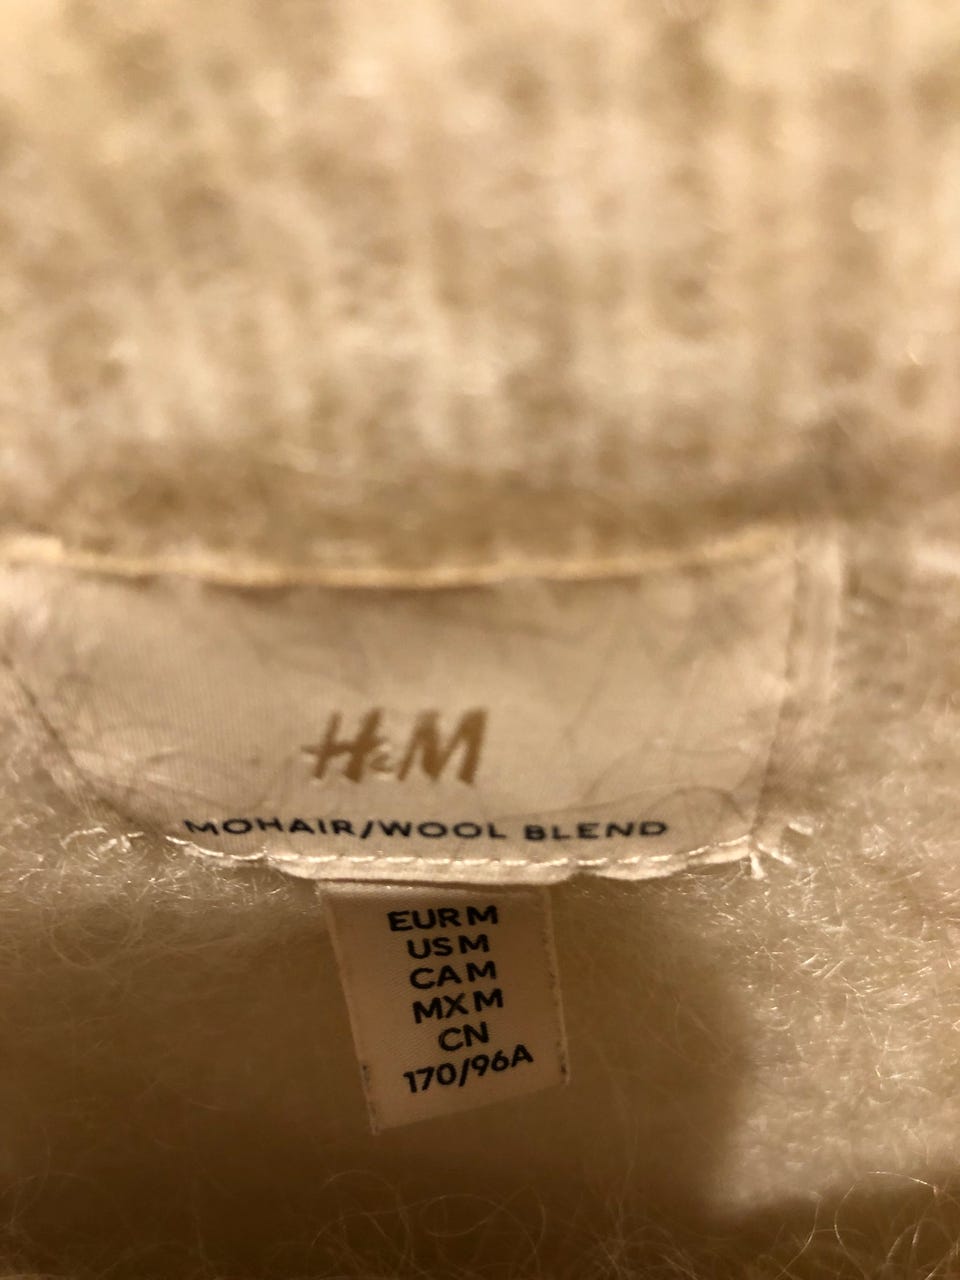 H&M
MOHAIR/WOOL BLEND
EUR M
US M
CA M
MX M
CN
170/96A